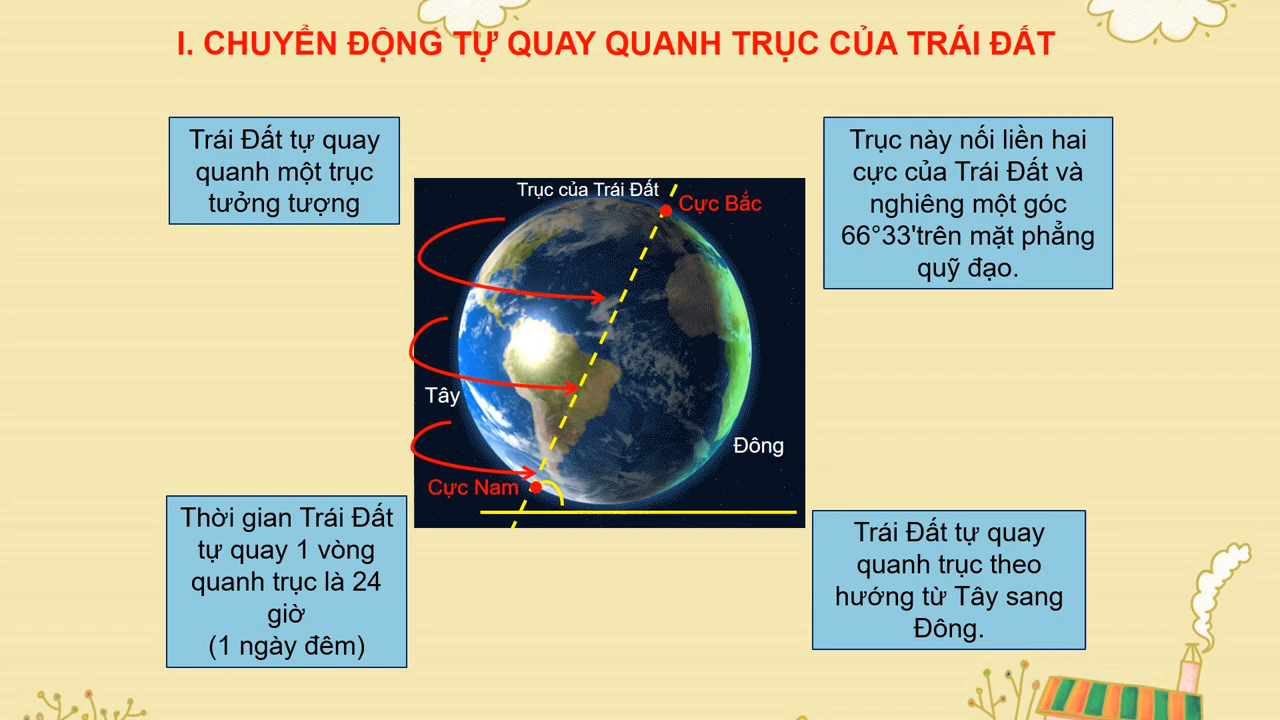 I. CHUYỂN ĐỘNG TỰ QUAY QUANH TRỤC CỦA TRÁI ĐẤT
Trái Đất tự quay
quanh một trục
tưởng tượng
Trục này nối liền hai
cực của Trái Đất và
nghiêng một góc
66°33'trên mặt phẳng
quỹ đạo.
Trục của Trái Đất
Cực Bắc
Tây
Đông
Cực Nam
Thời gian Trái Đất
tự quay 1 vòng
quanh trục là 24
giờ
(1 ngày đêm)
Trái Đất tự quay
quanh trục theo
hướng từ Tây sang
Đông.